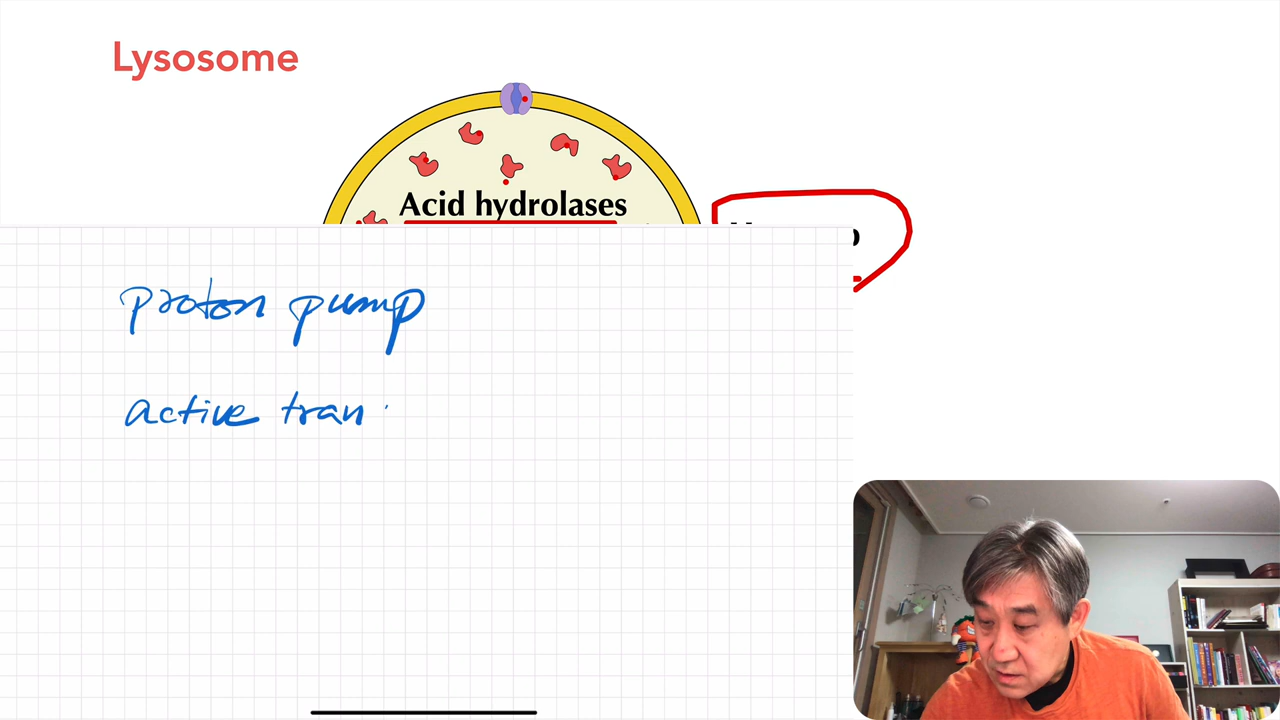 Lysosome
Acid hydrolases
proton pump
active tran